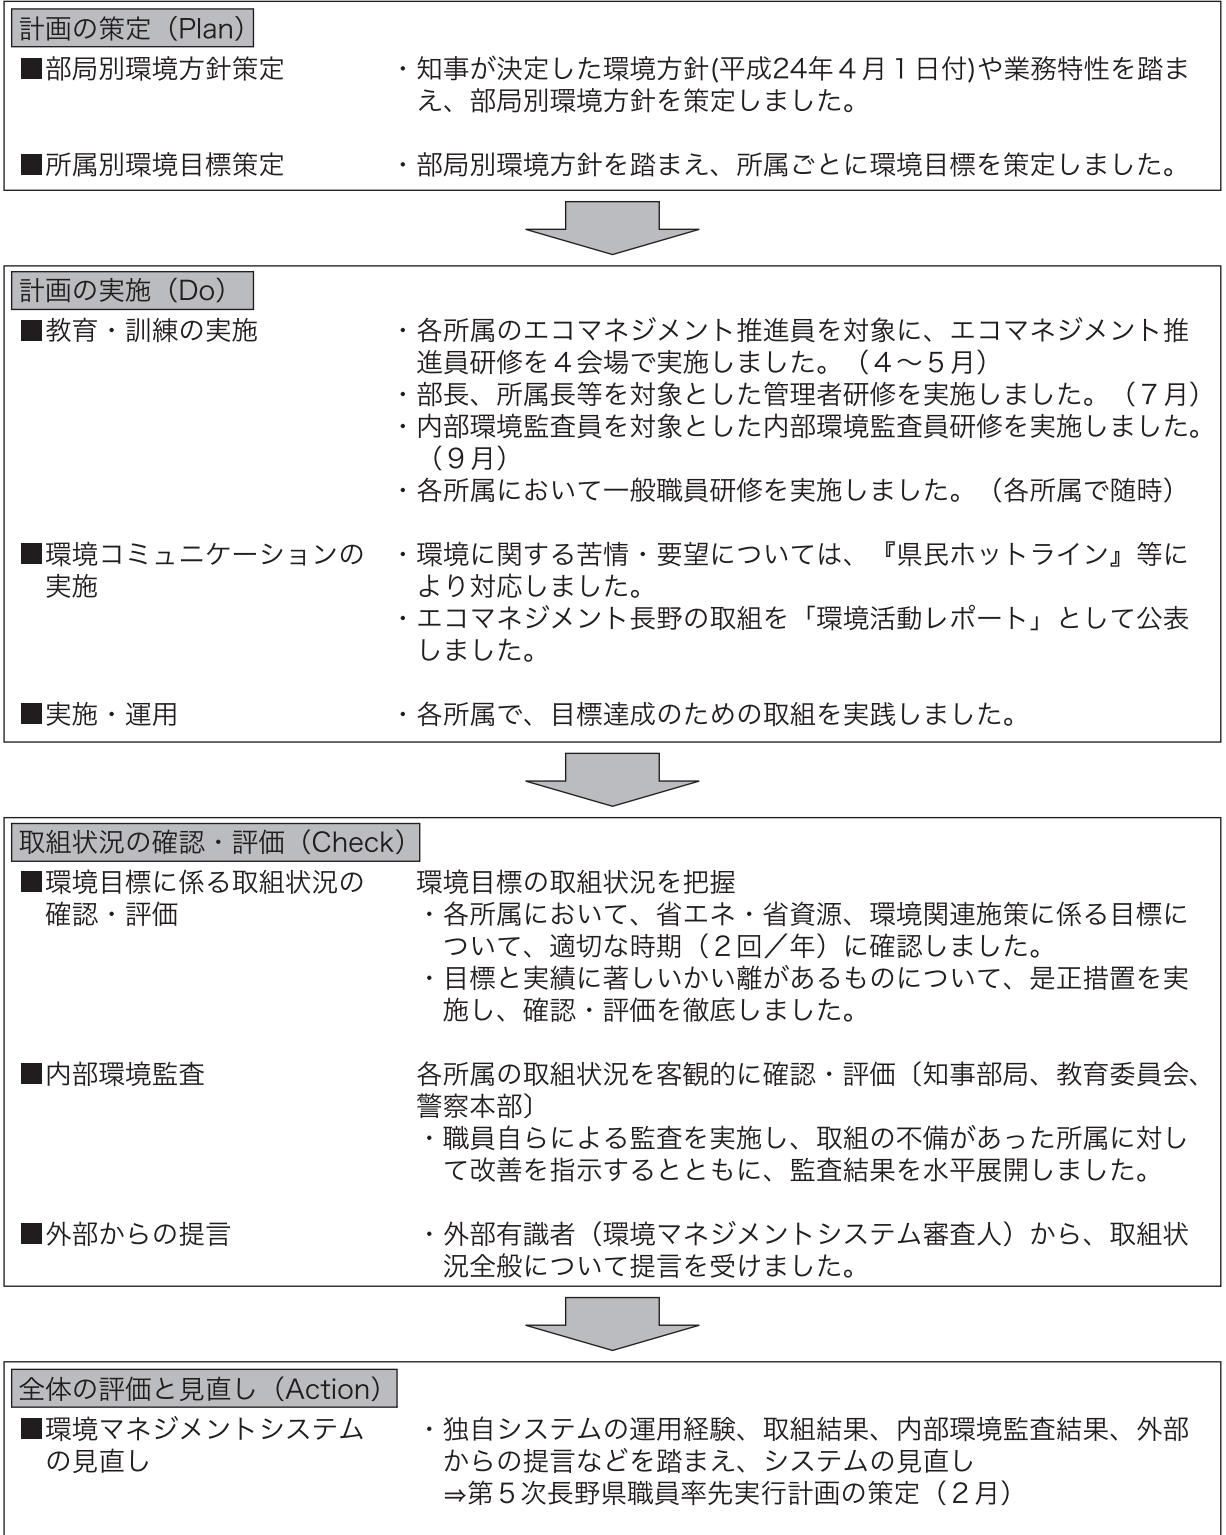 計画の策定（Plan）
■部局別環境方針策定　・知事が決定した環境方針(平成24年４月１日付)や業務特性を踏ま
え、部局別環境方針を策定しました。
■所属別環境目標策定　・部局別環境方針を踏まえ、所属ごとに環境目標を策定しました。
計画の実施（Do）
■教育・訓練の実施　・各所属のエコマネジメント推進員を対象に、エコマネジメント推
進員研修を４会場で実施しました。（４～５月）
・部長、所属長等を対象とした管理者研修を実施しました。（７月）
・内部環境監査員を対象とした内部環境監査員研修を実施しました。
（９月）
・各所属において一般職員研修を実施しました。（各所属で随時）
■環境コミュニケーションの　・環境に関する苦情・要望については、『県民ホットライン』等に
実施　より対応しました。
・エコマネジメント長野の取組を「環境活動レポート」として公表
しました。
■実施・運用　・各所属で、目標達成のための取組を実践しました。
取組状況の確認・評価（Check）
■環境目標に係る取組状況の　環境目標の取組状況を把握
確認・評価　・各所属において、省エネ・省資源、環境関連施策に係る目標に
ついて、適切な時期（２回／年）に確認しました。
・目標と実績に著しいかい離があるものについて、是正措置を実
施し、確認・評価を徹底しました。
■内部環境監査　各所属の取組状況を客観的に確認・評価〔知事部局、教育委員会、
警察本部〕
・職員自らによる監査を実施し、取組の不備があった所属に対し
て改善を指示するとともに、監査結果を水平展開しました。
■外部からの提言　・外部有識者（環境マネジメントシステム審査人）から、取組状
況全般について提言を受けました。
全体の評価と見直し（Action）
■環境マネジメントシステム　・独自システムの運用経験、取組結果、内部環境監査結果、外部
の見直し　からの提言などを踏まえ、システムの見直し
⇒第５次長野県職員率先実行計画の策定（２月）